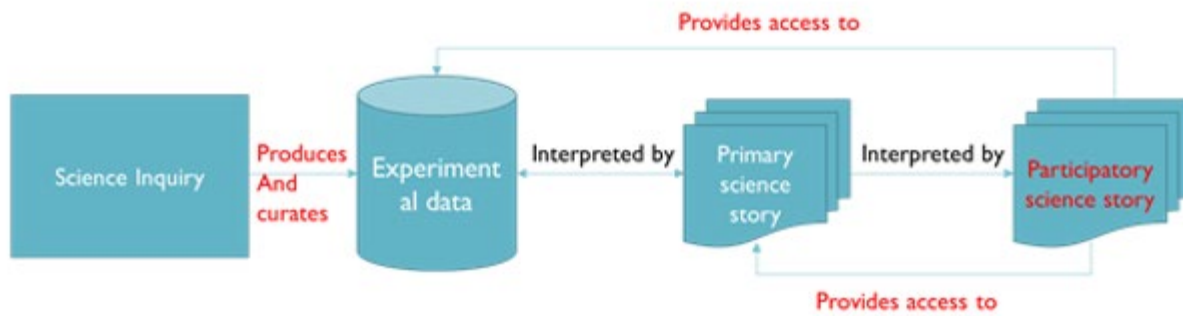 Provides access to
Science Inquiry
Produces
And
curates
Experiment
al data
Interpreted by
Primary
science
story
Interpreted by
Participatory
science story
Provides access to